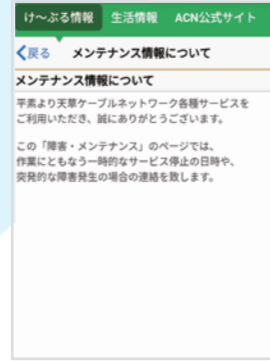 け〜ぶる情報 生活情報 ACN公式サイト
戻る メンテナンス情報について
メンテナンス情報について
平素より天草ケーブルネットワーク各種サービスを
ご利用いただき、誠にありがとうございます。
この「障害・メンテナンス」のページでは、
作業にともなう一時的なサービス停止の日時や、
突発的な障害発生の場合の連絡を致します。